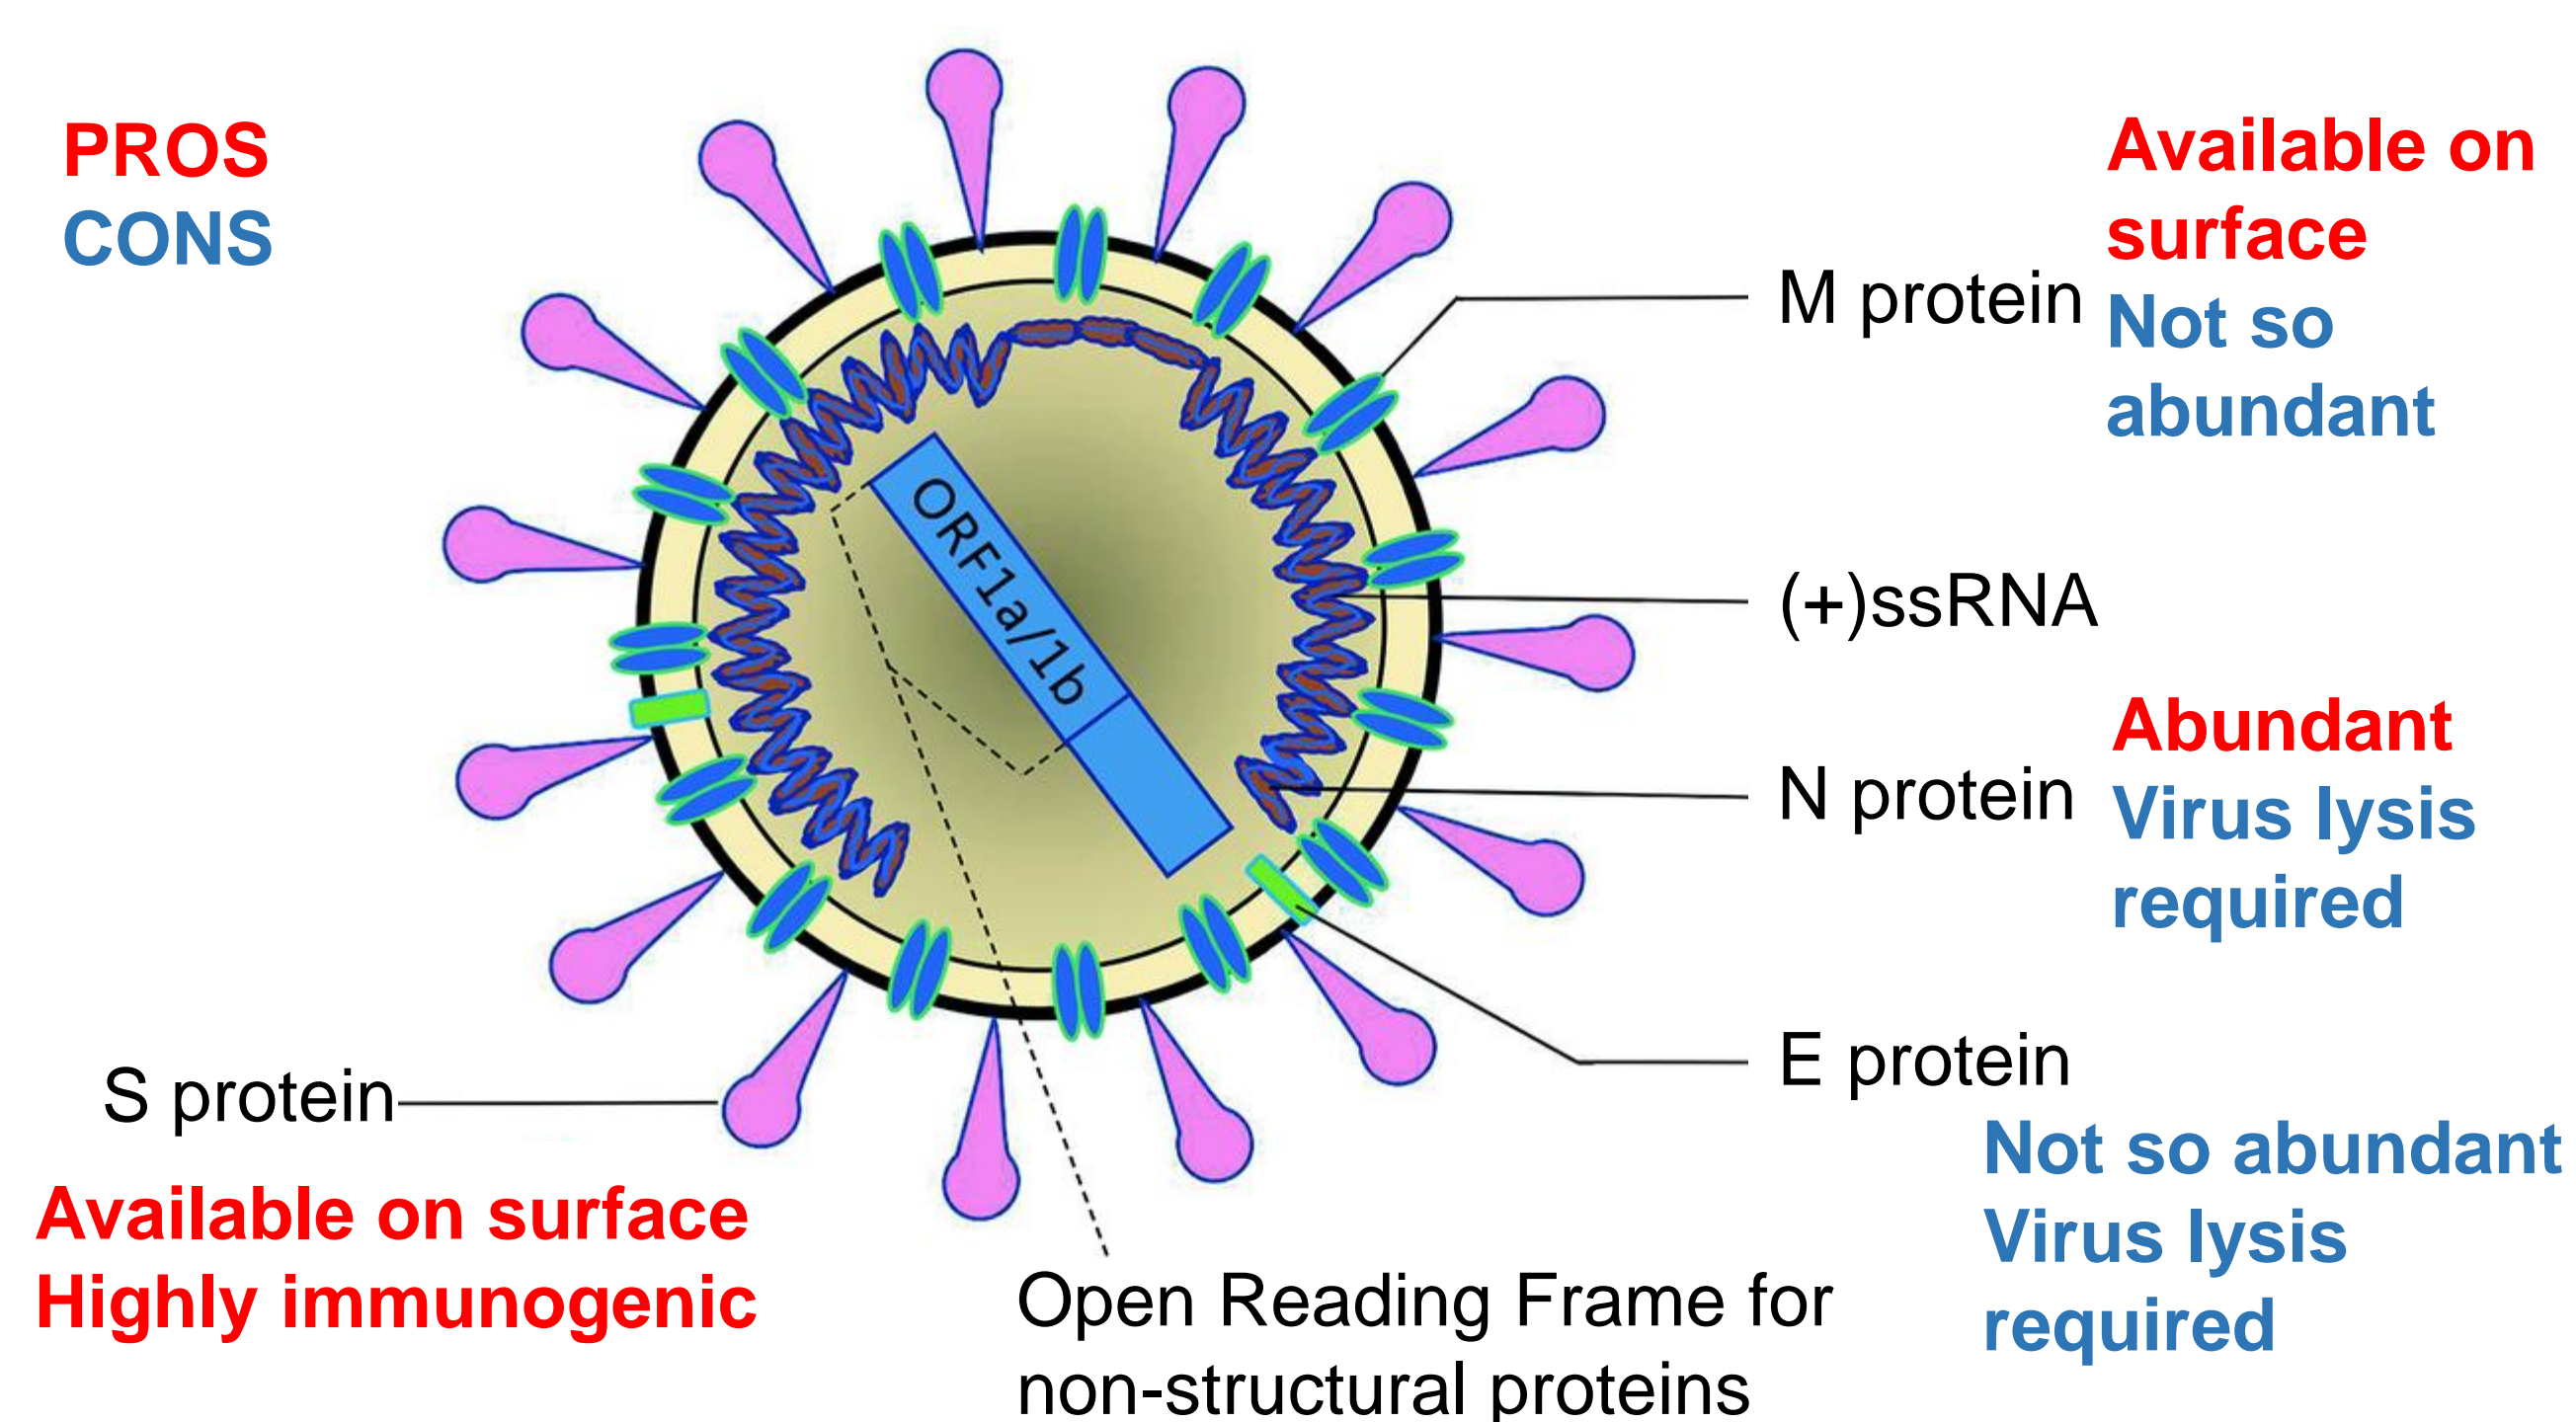 PROS
CONS
Available on
surface
Not so
abundant
M protein
(+)ssRNA
ORF1a/1b
N protein
Abundant
Virus lysis
required
E protein
Not so abundant
Virus lysis
required
S protein
Available on surface
Highly immunogenic
Open Reading Frame for
non-structural proteins